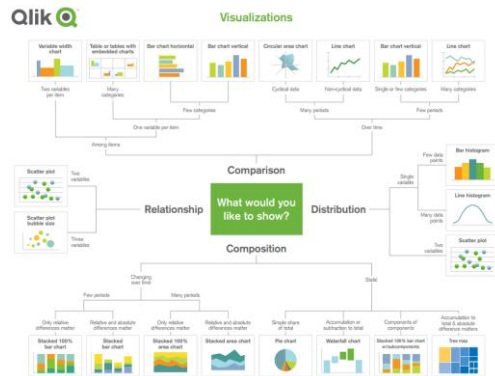 Qlik Q
Visualizations
Variable width
chart
Table or tables with
embedded charts
Bar chart horizontal
Bar chart vertical
Circular area chart
Line chart
Bar chart vertical
Line chart
Two variables
per item
Many
categories
Cyclical data
Non-cyclical data
Single or few categories
Many categories
Few categories
Many periods
Few periods
One variable per item
Over time
Among items
Comparison
Relationship
What would you
like to show?
Distribution
Composition
Scatter plot
Two
variables
Scatter plot
bubble size
Three
variables
Single
variable
Few data
points
Bar histogram
Many data
points
Line histogram
Two
variables
Scatter plot
Changing
over time
Static
Few periods
Many periods
Only relative
differences matter
Relative and absolute
differences matter
Only relative
differences matter
Relative and absolute
differences matter
Single share
of total
Accumulation or
subtraction to total
Components of
components
Accumulation to
total & absolute
difference matters
Stacked 100%
bar chart
Stacked
bar chart
Stacked 100%
area chart
Stacked area chart
Pie chart
Waterfall chart
Stacked 100% bar chart
w/subcomponents
Tree map